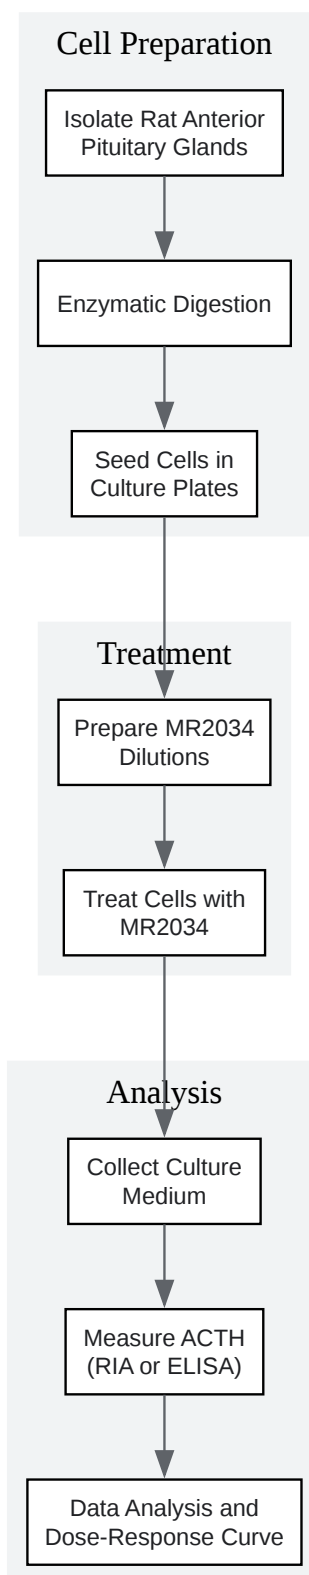 Cell Preparation
Isolate Rat Anterior
Pituitary Glands
Enzymatic Digestion
Seed Cells in
Culture Plates
Treatment
Prepare MR2034
Dilutions
Treat Cells with
MR2034
Analysis
Collect Culture
Medium
Measure ACTH
(RIA or ELISA)
Data Analysis and
Dose-Response Curve